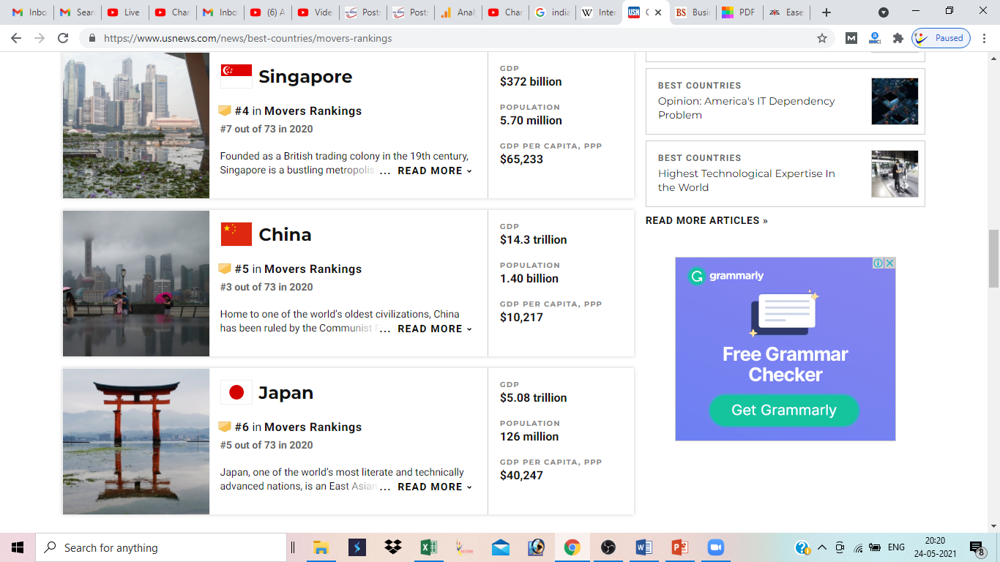 Inbo
Sear
Live
Char
Inbo
(6) A
Vide
Posts
Posts
Anal
Char
india
Inter
C
Busi
PDF
Ease
https://www.usnews.com/news/best-countries/movers-rankings
Paused
Singapore
#4 in Movers Rankings
#7 out of 73 in 2020
Founded as a British trading colony in the 19th century,
Singapore is a bustling metropolis ... READ MORE
GDP
$372 billion
POPULATION
5.70 million
GDP PER CAPITA, PPP
$65,233
China
#5 in Movers Rankings
#3 out of 73 in 2020
Home to one of the world's oldest civilizations, China
has been ruled by the Communist P... READ MORE
GDP
$14.3 trillion
POPULATION
1.40 billion
GDP PER CAPITA, PPP
$10,217
Japan
#6 in Movers Rankings
#5 out of 73 in 2020
Japan, one of the world's most literate and technically
advanced nations, is an East Asian ... READ MORE
GDP
$5.08 trillion
POPULATION
126 million
GDP PER CAPITA, PPP
$40,247
BEST COUNTRIES
Opinion: America's IT Dependency
Problem
BEST COUNTRIES
Highest Technological Expertise In
the World
READ MORE ARTICLES »
grammarly
Free Grammar
Checker
Get Grammarly
Search for anything
ENG
20:20
24-05-2021
8